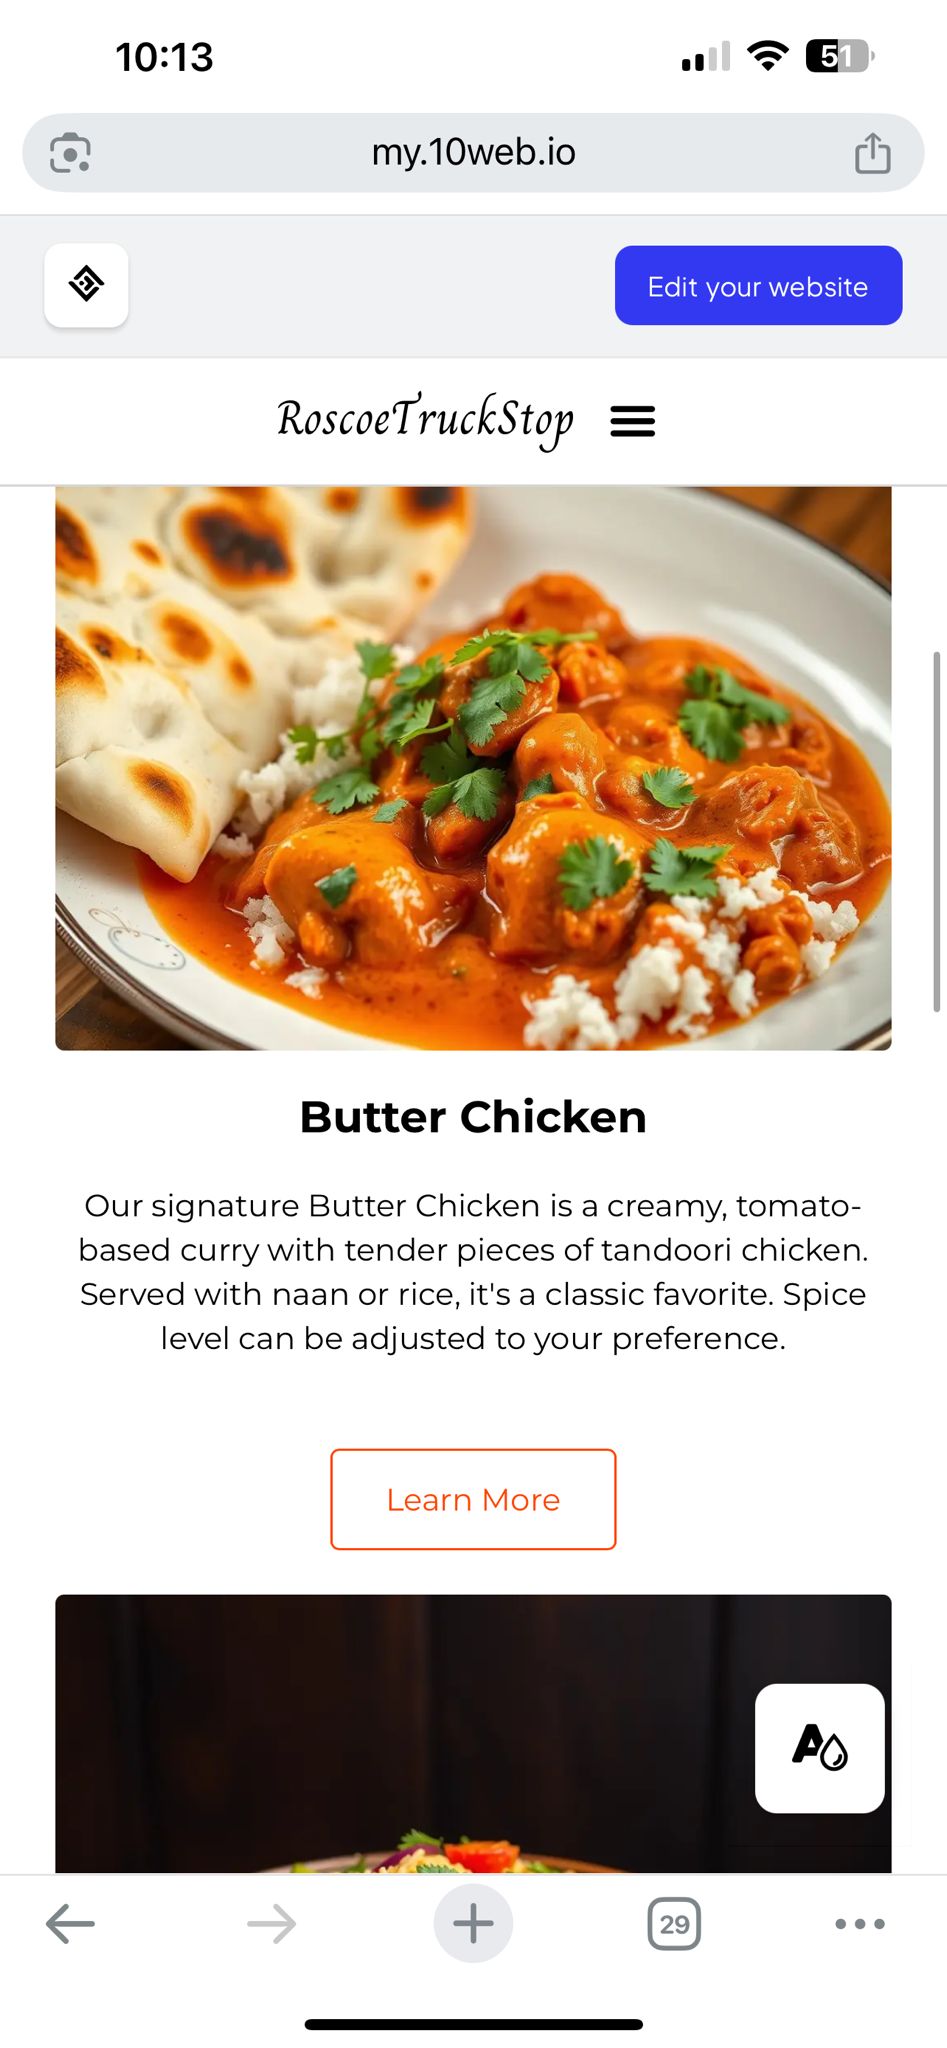 10:13
51
my.10web.io
Edit your website
RoscoeTruckStop
Butter Chicken
Our signature Butter Chicken is a creamy, tomato-
based curry with tender pieces of tandoori chicken.
Served with naan or rice, it's a classic favorite. Spice
level can be adjusted to your preference.
Learn More
A
29